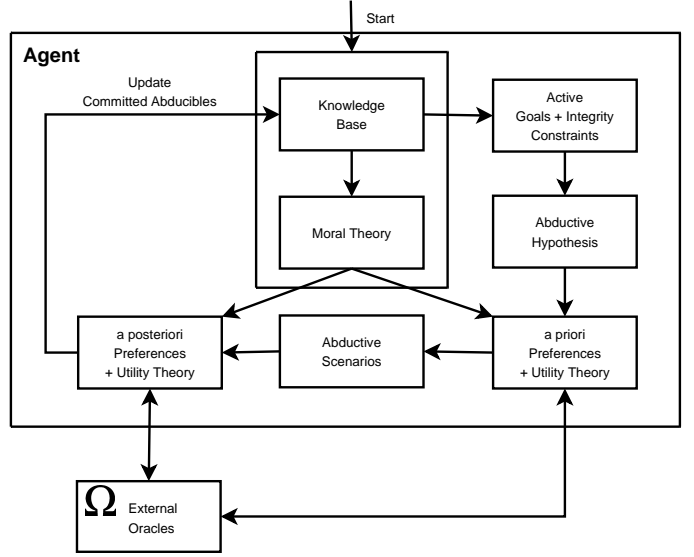 Start
Agent
Update
Committed Abducibles
Knowledge
Base
Active
Goals + Integrity
Constraints
Moral Theory
Abductive
Hypothesis
a posteriori
Preferences
+ Utility Theory
Abductive
Scenarios
a priori
Preferences
+ Utility Theory
Ω External
Oracles